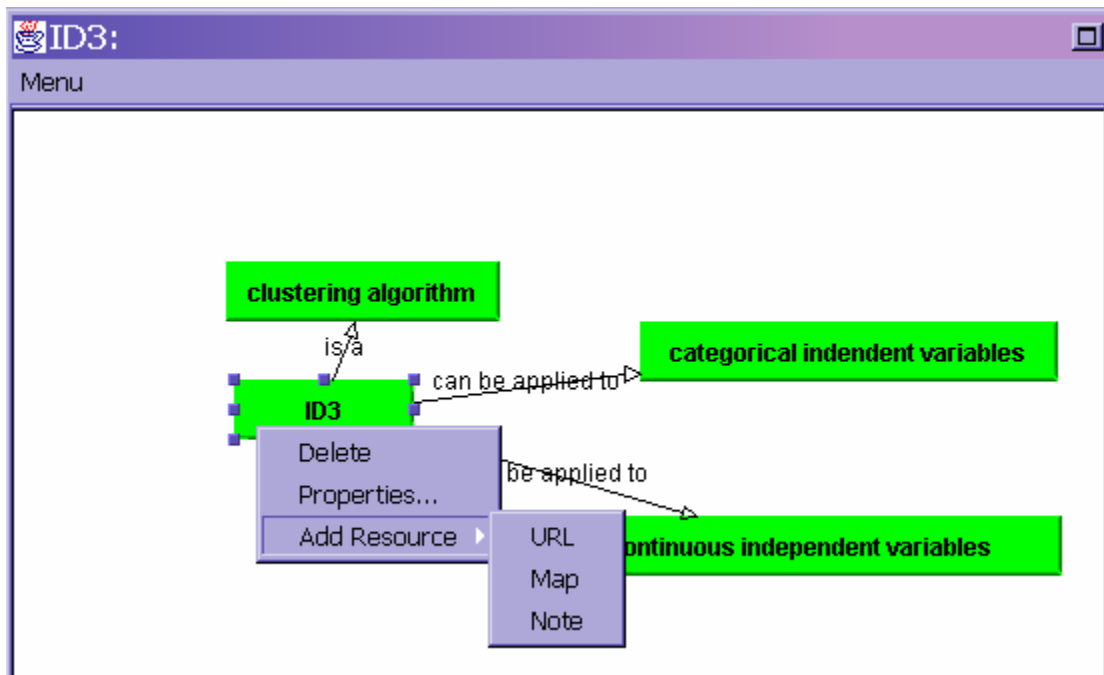 ID3:
Menu
clustering algorithm
is a
categorical indendent variables
can be applied to
ID3
Delete
be applied to
Properties...
Add Resource
URL
ontinuous independent variables
Map
Note